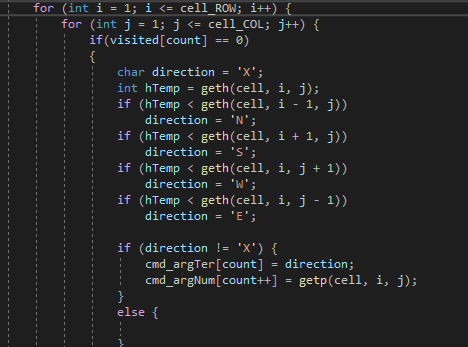 for (int i = 1; i <= cell_ROW; i++) {
for (int j = 1; j <= cell_COL; j++) {
if(visited[count] == 0)
{
char direction = 'X';
int hTemp = geth(cell, i, j);
if (hTemp < geth(cell, i - 1, j))
direction = 'N';
if (hTemp < geth(cell, i + 1, j))
direction = 'S';
if (hTemp < geth(cell, i, j + 1))
direction = 'W';
if (hTemp < geth(cell, i, j - 1))
direction = 'E';
if (direction != 'X') {
cmd_argTer[count] = direction;
cmd_argNum[count++] = getp(cell, i, j);
}
else {
}